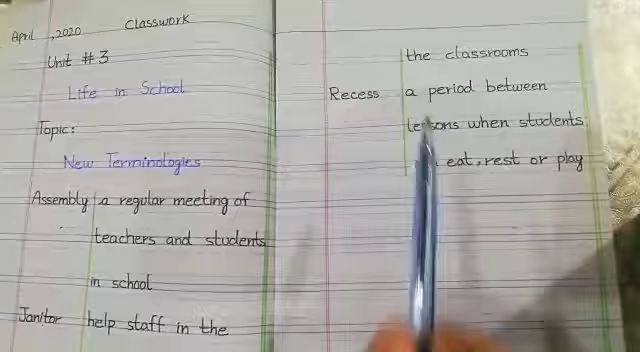 April ,2020 Classwork
Unit # 3
Life in School
Topic:
New Terminologies
Assembly a regular meeting of
teachers and students
in school
Janitor help staff in the
the classrooms
Recess a period between
lessons when students
eat, rest or play